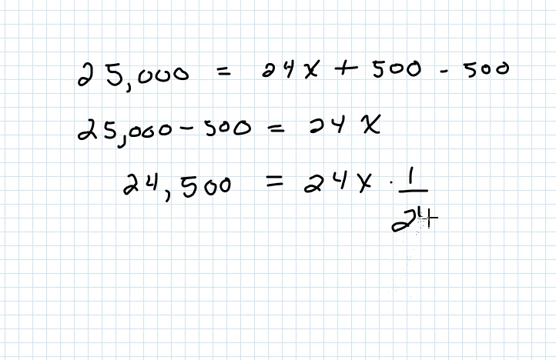 25,000 = 24x + 500 - 500
25,000 - 500 = 24x
24,500 = 24x · 1/24